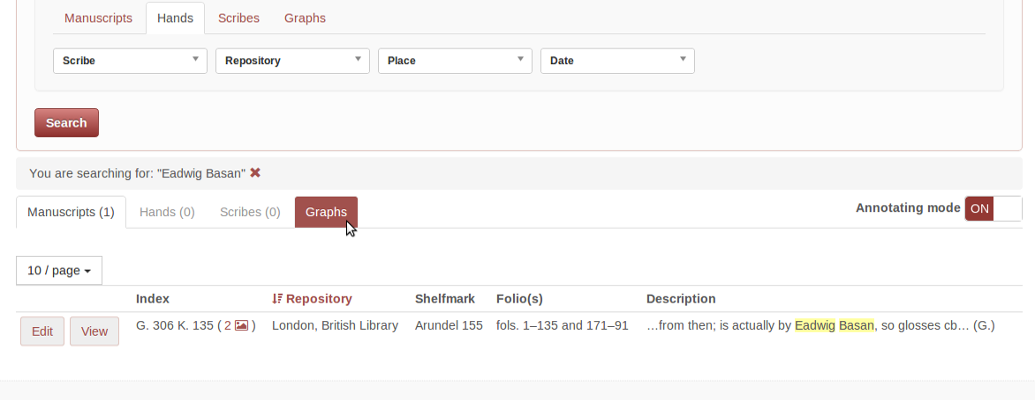 Manuscripts Hands Scribes Graphs
Scribe Repository Place Date
Search
You are searching for: "Eadwig Basan"
Manuscripts (1) Hands (0) Scribes (0) Graphs Annotating mode ON
10 / page
Index Repository Shelfmark Folio(s) Description
Edit View G. 306 K. 135 ( 2 ) London, British Library Arundel 155 fols. 1–135 and 171–91 …from then; is actually by Eadwig Basan, so glosses cb… (G.)